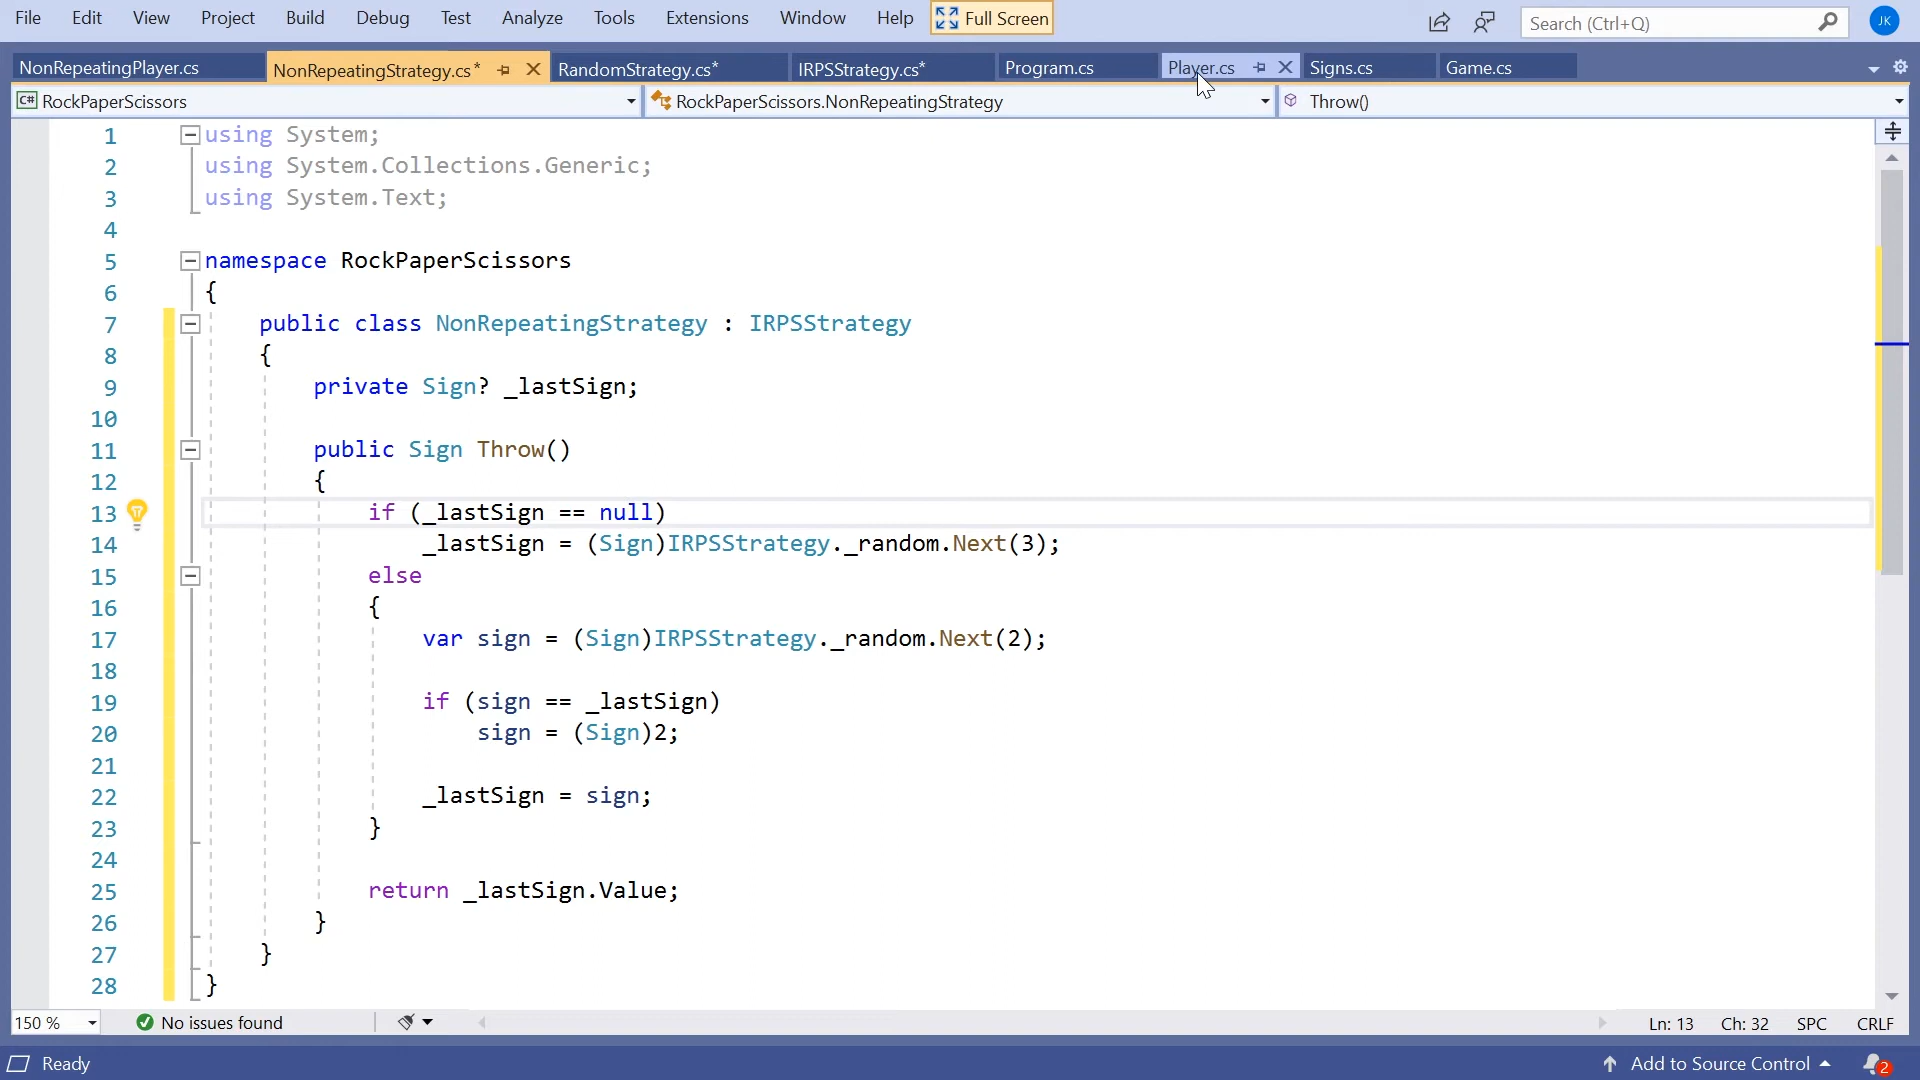 File Edit View Project Build Debug Test Analyze Tools Extensions Window Help Full Screen Search (Ctrl+Q) JK
NonRepeatingPlayer.cs NonRepeatingStrategy.cs* RandomStrategy.cs* IRPSStrategy.cs* Program.cs Player.cs Signs.cs Game.cs
C# RockPaperScissors RockPaperScissors.NonRepeatingStrategy Throw()
1 using System;
2 using System.Collections.Generic;
3 using System.Text;
4
5 namespace RockPaperScissors
6 {
7 public class NonRepeatingStrategy : IRPSStrategy
8 {
9 private Sign? _lastSign;
10
11 public Sign Throw()
12 {
13 if (_lastSign == null)
14 _lastSign = (Sign)IRPSStrategy._random.Next(3);
15 else
16 {
17 var sign = (Sign)IRPSStrategy._random.Next(2);
18
19 if (sign == _lastSign)
20 sign = (Sign)2;
21
22 _lastSign = sign;
23 }
24
25 return _lastSign.Value;
26 }
27 }
28 }
150 % No issues found Ln: 13 Ch: 32 SPC CRLF
Ready Add to Source Control 2